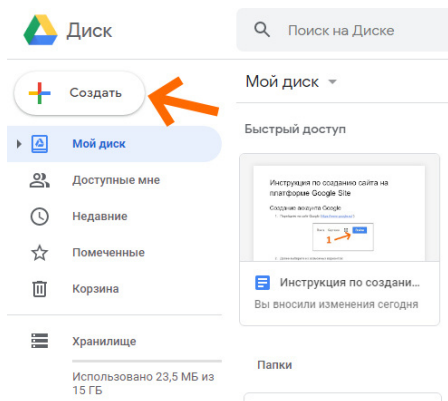 Диск
Поиск на Диске
Создать
Мой диск
Мой диск
Доступные мне
Недавние
Помеченные
Корзина
Хранилище
Использовано 23,5 МБ из
15 ГБ
Быстрый доступ
Инструкция по созданию сайта на
платформе Google Site
Создание аккаунта Google
1
Инструкция по создани...
Вы вносили изменения сегодня
Папки